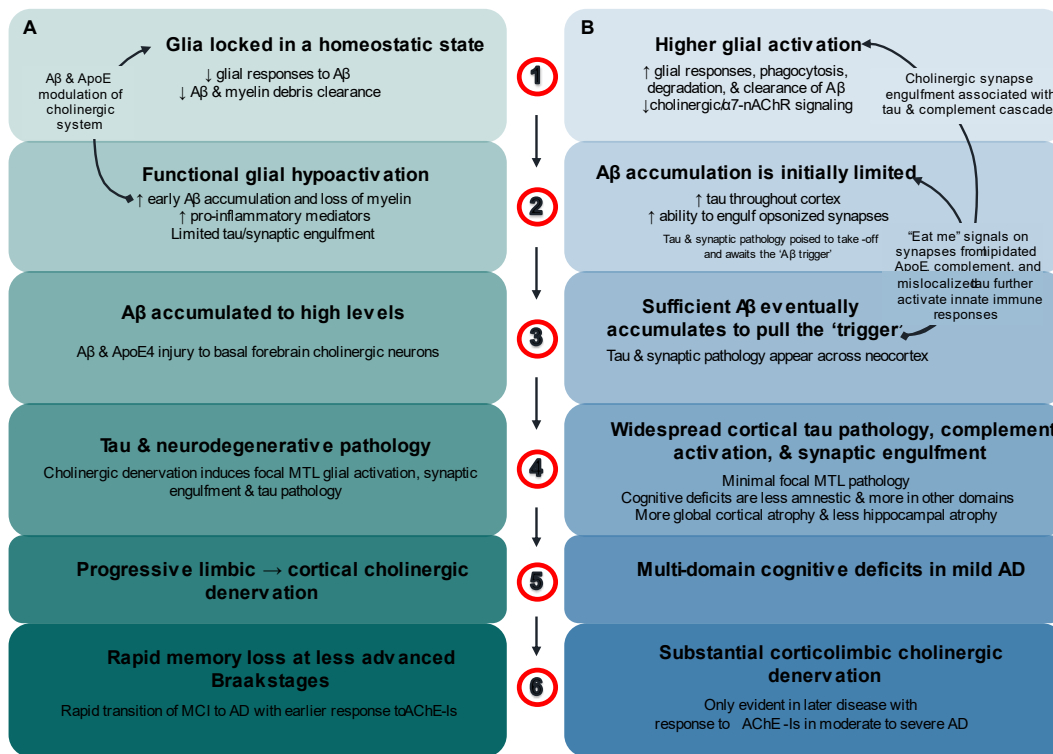 A
Glia locked in a homeostatic state
↓ glial responses to Aβ
↓ Aβ & myelin debris clearance
Aβ & ApoE
modulation of
cholinergic
system
Functional glial hypoactivation
↑ early Aβ accumulation and loss of myelin
↑ pro-inflammatory mediators
Limited tau/synaptic engulfment
Aβ accumulated to high levels
Aβ & ApoE4 injury to basal forebrain cholinergic neurons
Tau & neurodegenerative pathology
Cholinergic denervation induces focal MTL glial activation, synaptic
engulfment & tau pathology
Progressive limbic → cortical cholinergic
denervation
Rapid memory loss at less advanced
Braak stages
Rapid transition of MCI to AD with earlier response to AChE-Is
1
2
3
4
5
6
B
Higher glial activation
↑ glial responses, phagocytosis,
degradation, & clearance of Aβ
↓cholinergic/α7-nAChR signaling
Cholinergic synapse
engulfment associated with
tau & complement cascade
Aβ accumulation is initially limited
↑ tau throughout cortex
↑ ability to engulf opsonized synapses
Tau & synaptic pathology poised to take-off
and awaits the 'Aβ trigger'
"Eat me" signals on
synapses from lipidated
ApoE complement, and
mislocalized tau further
activate innate immune
responses
Sufficient Aβ eventually
accumulates to pull the 'trigger'
Tau & synaptic pathology appear across neocortex
Widespread cortical tau pathology, complement
activation, & synaptic engulfment
Minimal focal MTL pathology
Cognitive deficits are less amnestic & more in other domains
More global cortical atrophy & less hippocampal atrophy
Multi-domain cognitive deficits in mild AD
Substantial corticolimbic cholinergic
denervation
Only evident in later disease with
response to AChE-Is in moderate to severe AD